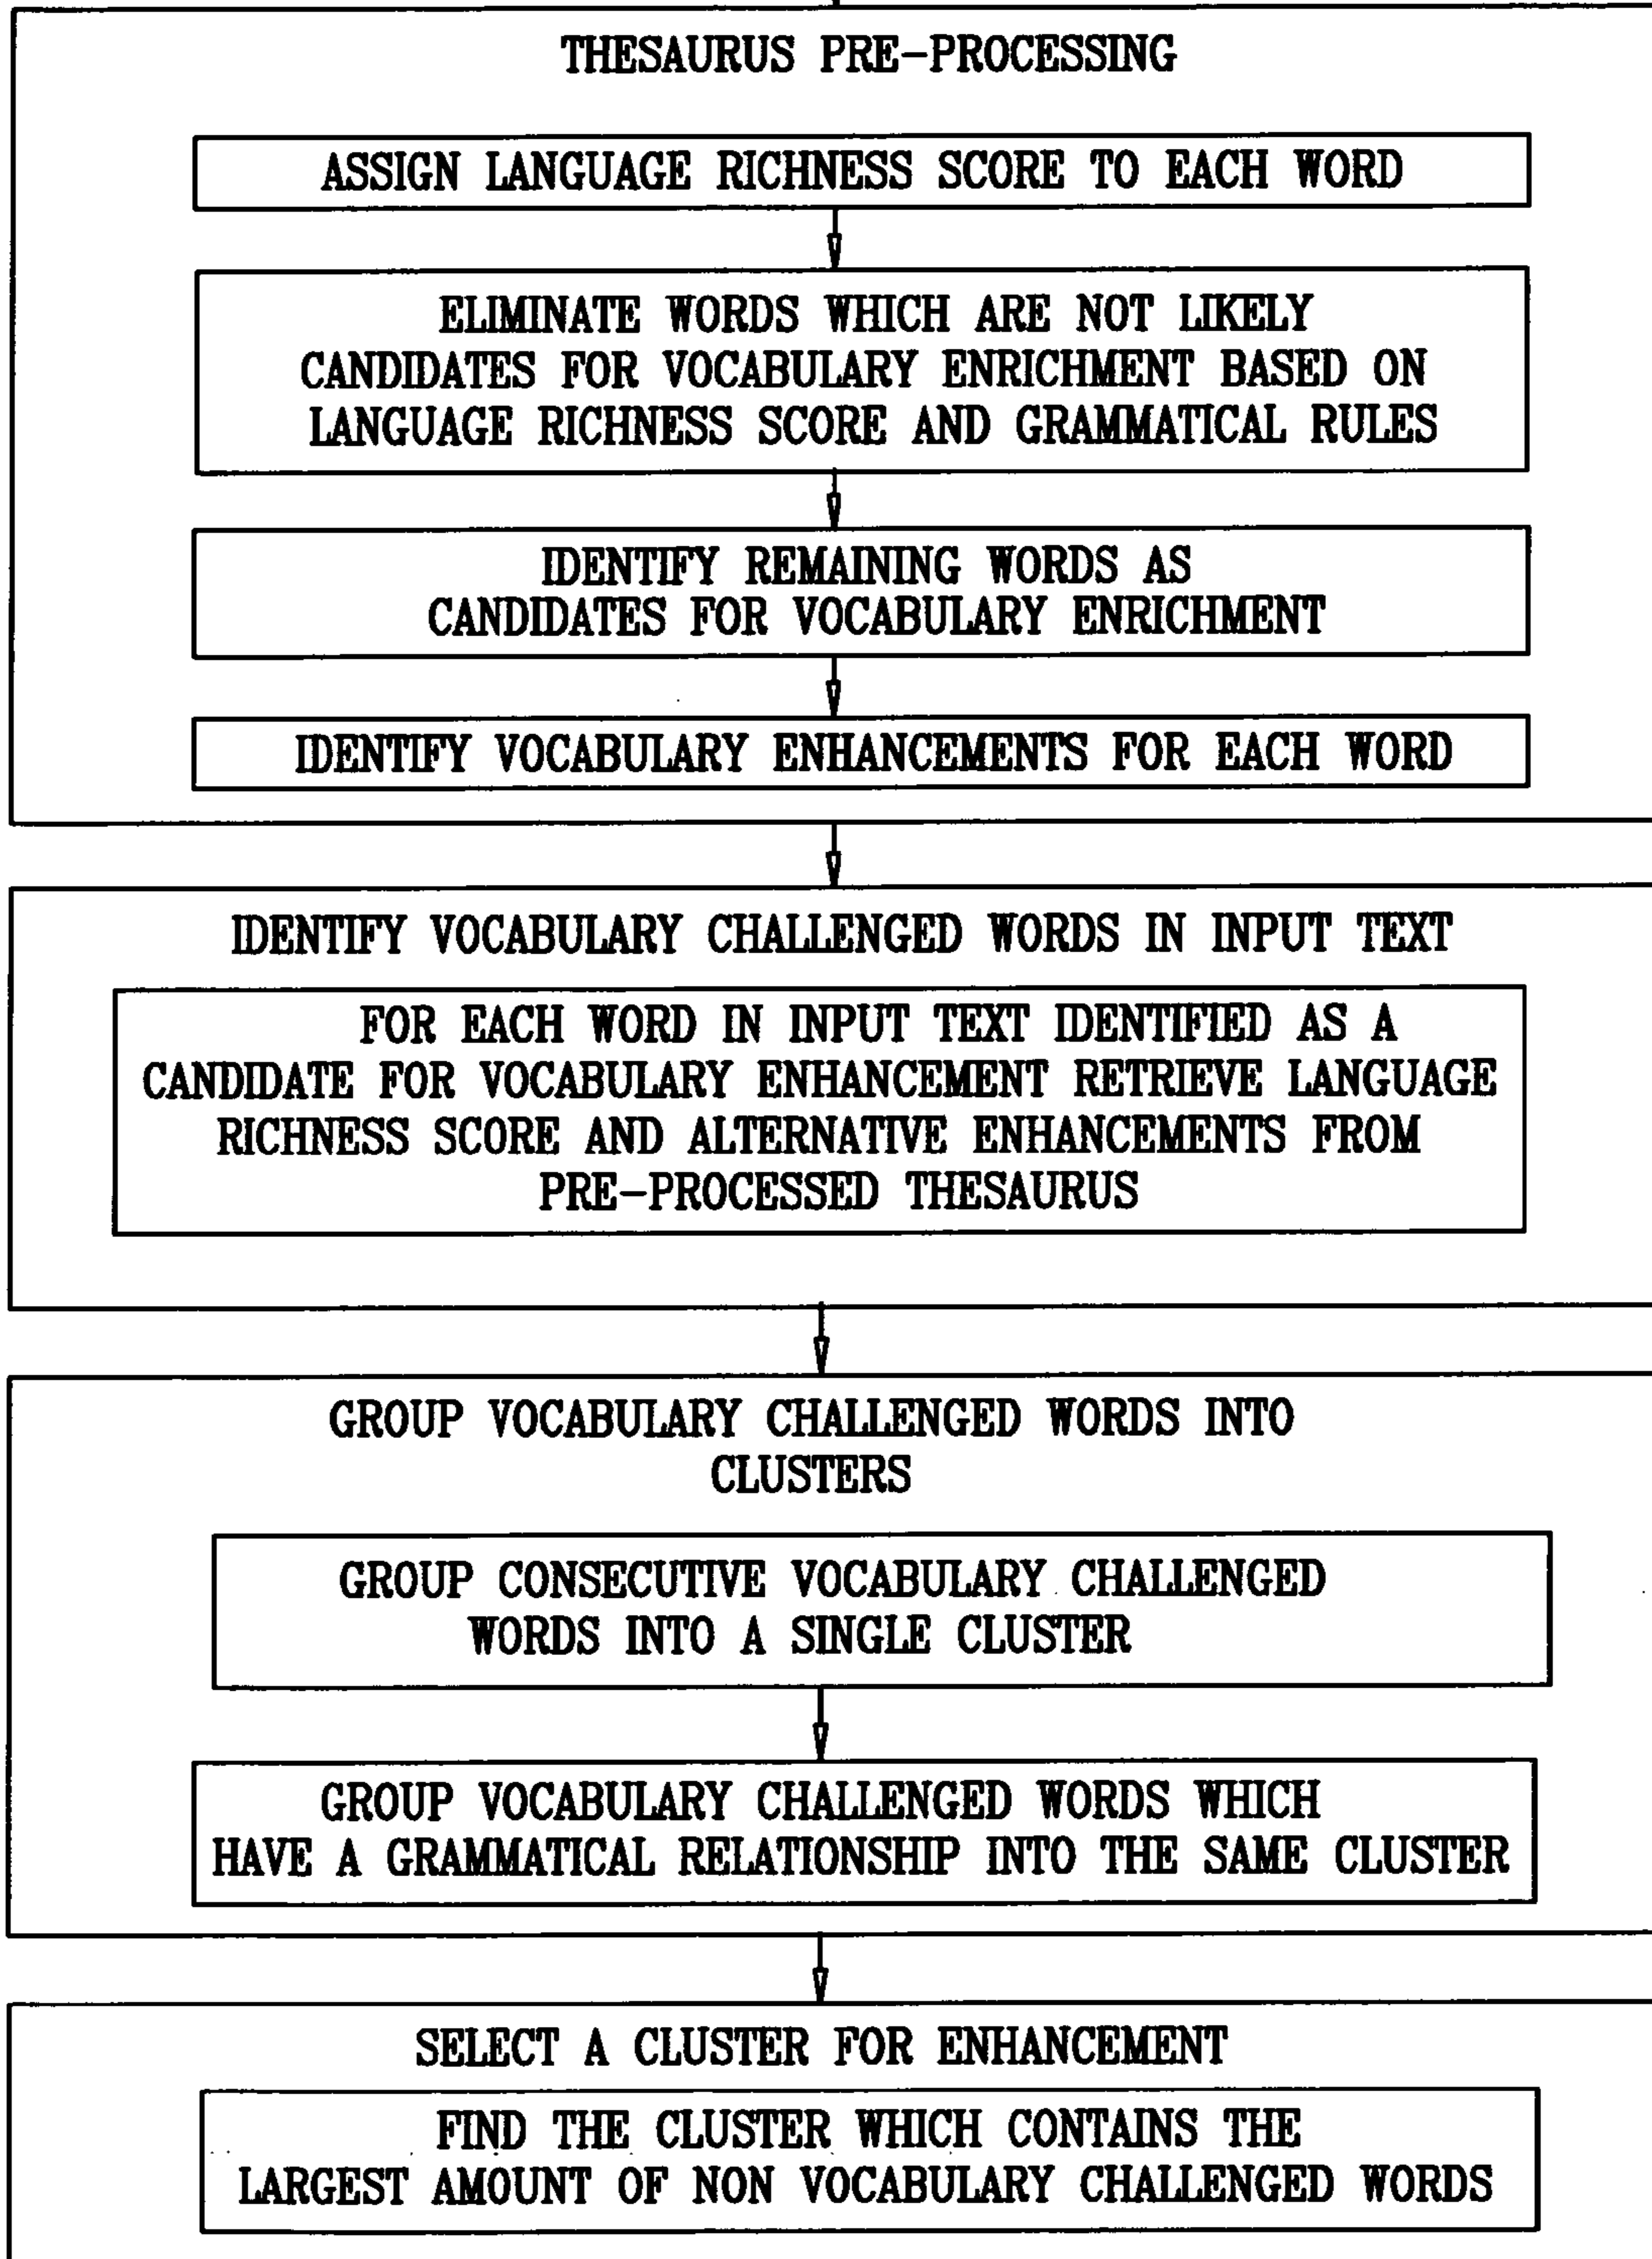 THESAURUS PRE-PROCESSING
ASSIGN LANGUAGE RICHNESS SCORE TO EACH WORD
ELIMINATE WORDS WHICH ARE NOT LIKELY
CANDIDATES FOR VOCABULARY ENRICHMENT BASED ON
LANGUAGE RICHNESS SCORE AND GRAMMATICAL RULES
IDENTIFY REMAINING WORDS AS
CANDIDATES FOR VOCABULARY ENRICHMENT
IDENTIFY VOCABULARY ENHANCEMENTS FOR EACH WORD
IDENTIFY VOCABULARY CHALLENGED WORDS IN INPUT TEXT
FOR EACH WORD IN INPUT TEXT IDENTIFIED AS A
CANDIDATE FOR VOCABULARY ENHANCEMENT RETRIEVE LANGUAGE
RICHNESS SCORE AND ALTERNATIVE ENHANCEMENTS FROM
PRE-PROCESSED THESAURUS
GROUP VOCABULARY CHALLENGED WORDS INTO
CLUSTERS
GROUP CONSECUTIVE VOCABULARY CHALLENGED
WORDS INTO A SINGLE CLUSTER
GROUP VOCABULARY CHALLENGED WORDS WHICH
HAVE A GRAMMATICAL RELATIONSHIP INTO THE SAME CLUSTER
SELECT A CLUSTER FOR ENHANCEMENT
FIND THE CLUSTER WHICH CONTAINS THE
LARGEST AMOUNT OF NON VOCABULARY CHALLENGED WORDS